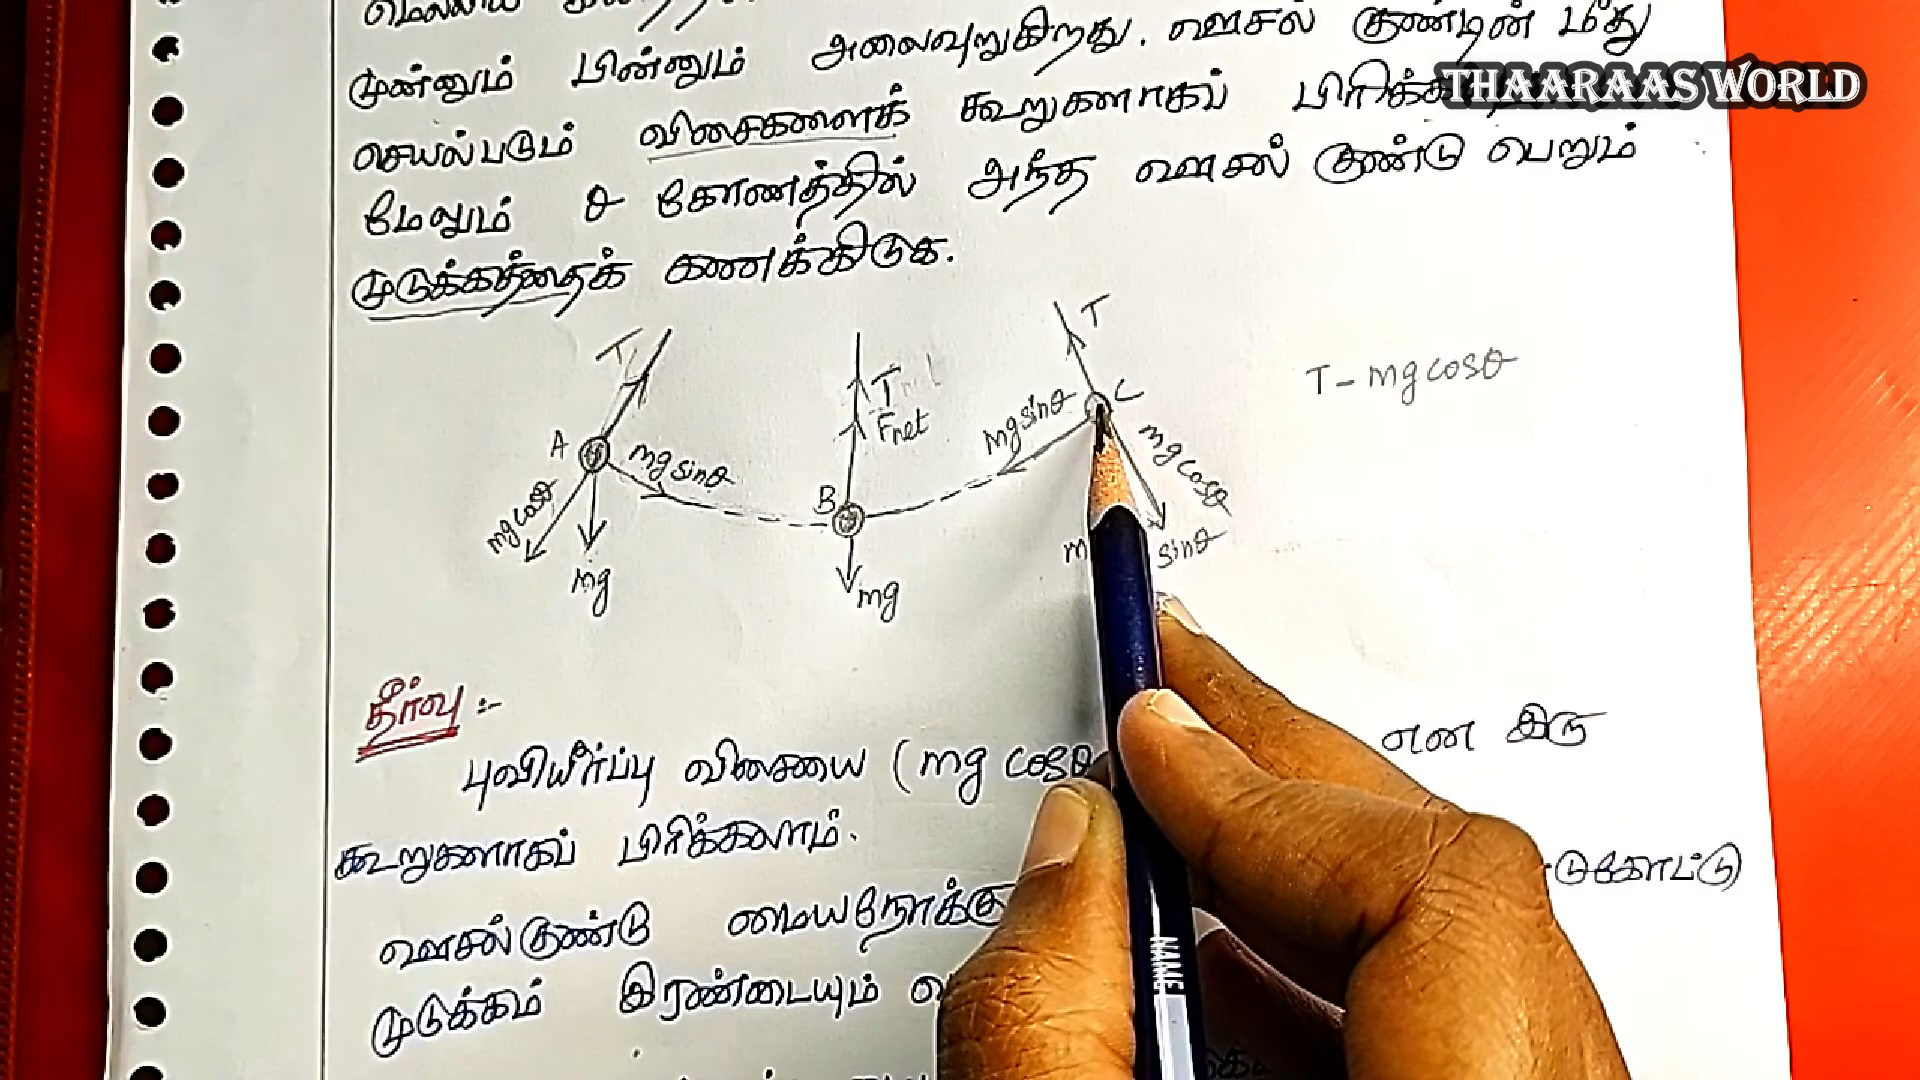 முன்னும் பின்னும் அலைவுறுகிறது. ஊசல் குண்டின் மீது
THAARAAS WORLD
செயல்படும் விசைகளைக் கூறுகளாகப்
மேலும் θ கோணத்தில் அந்த ஊசல் குண்டு பெறும்
முடுக்கத்தைக் கணக்கிடுக.
T T
T - mg cosθ
T
A mg sinθ Fnet mg sinθ C
mg cosθ B mg cosθ
mg mg sinθ
தீர்வு :-
புவியீர்ப்பு விசையை ( mg cosθ என இரு
கூறுகளாகப் பிரிக்கலாம்.
ஊசல்குண்டு மையநோக்கு
முடுக்கம் இரண்டையும்
NAME